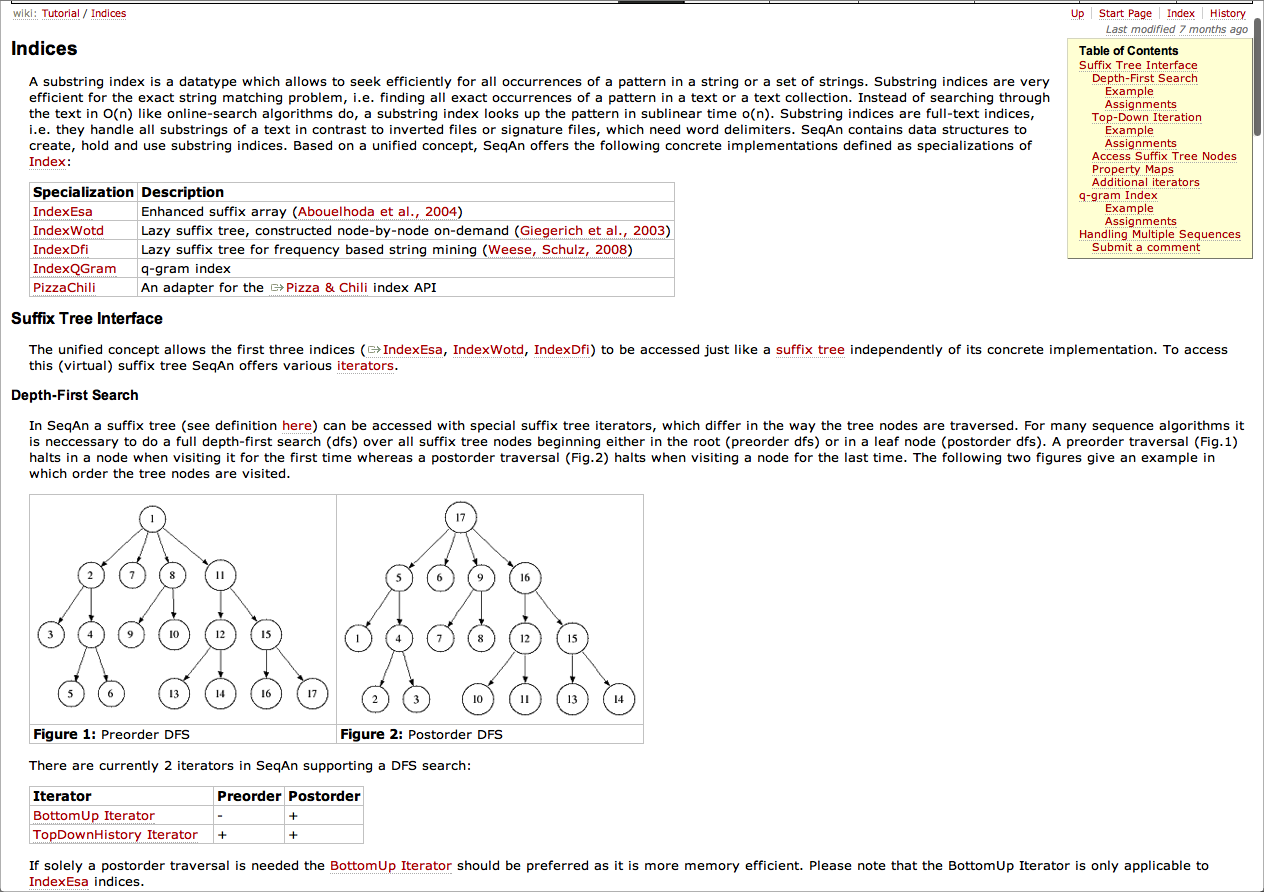 wiki: Tutorial / Indices
Up Start Page Index History
Last modified 7 months ago
Indices
Table of Contents
Suffix Tree Interface
Depth-First Search
Example
Assignments
Top-Down Iteration
Example
Assignments
Access Suffix Tree Nodes
Property Maps
Additional iterators
q-gram Index
Example
Assignments
Handling Multiple Sequences
Submit a comment
A substring index is a datatype which allows to seek efficiently for all occurrences of a pattern in a string or a set of strings. Substring indices are very
efficient for the exact string matching problem, i.e. finding all exact occurrences of a pattern in a text or a text collection. Instead of searching through
the text in O(n) like online-search algorithms do, a substring index looks up the pattern in sublinear time o(n). Substring indices are full-text indices,
i.e. they handle all substrings of a text in contrast to inverted files or signature files, which need word delimiters. SeqAn contains data structures to
create, hold and use substring indices. Based on a unified concept, SeqAn offers the following concrete implementations defined as specializations of
Index:
Specialization Description
IndexEsa Enhanced suffix array (Abouelhoda et al., 2004)
IndexWotd Lazy suffix tree, constructed node-by-node on-demand (Giegerich et al., 2003)
IndexDfi Lazy suffix tree for frequency based string mining (Weese, Schulz, 2008)
IndexQGram q-gram index
PizzaChili An adapter for the Pizza & Chili index API
Suffix Tree Interface
The unified concept allows the first three indices (IndexEsa, IndexWotd, IndexDfi) to be accessed just like a suffix tree independently of its concrete implementation. To access
this (virtual) suffix tree SeqAn offers various iterators.
Depth-First Search
In SeqAn a suffix tree (see definition here) can be accessed with special suffix tree iterators, which differ in the way the tree nodes are traversed. For many sequence algorithms it
is neccessary to do a full depth-first search (dfs) over all suffix tree nodes beginning either in the root (preorder dfs) or in a leaf node (postorder dfs). A preorder traversal (Fig.1)
halts in a node when visiting it for the first time whereas a postorder traversal (Fig.2) halts when visiting a node for the last time. The following two figures give an example in
which order the tree nodes are visited.
1
2 7 8 11
3 4 9 10 12 15
5 6 13 14 16 17
Figure 1: Preorder DFS
17
5 6 9 16
1 4 7 8 12 15
2 3 10 11 13 14
Figure 2: Postorder DFS
There are currently 2 iterators in SeqAn supporting a DFS search:
Iterator Preorder Postorder
BottomUp Iterator - +
TopDownHistory Iterator + +
If solely a postorder traversal is needed the BottomUp Iterator should be preferred as it is more memory efficient. Please note that the BottomUp Iterator is only applicable to
IndexEsa indices.